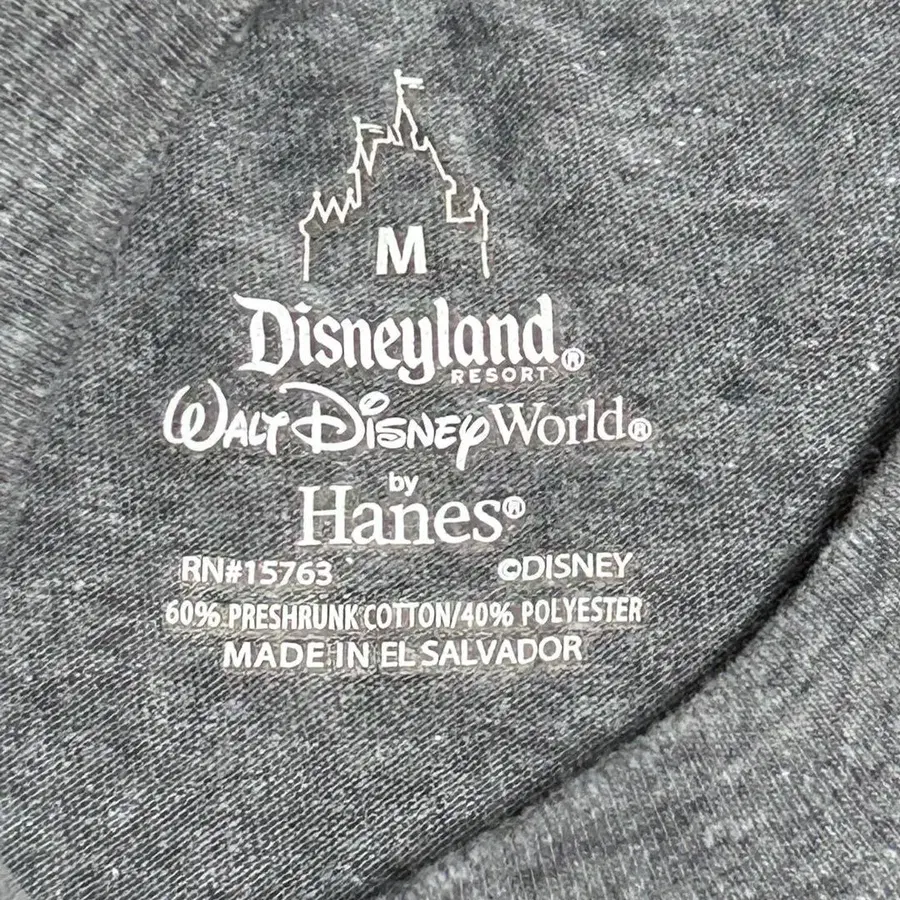 M
Disneyland®
RESORT
WALT DISNEY World®
by
Hanes®
RN#15763 ©DISNEY
60% PRESHRUNK COTTON/40% POLYESTER
MADE IN EL SALVADOR